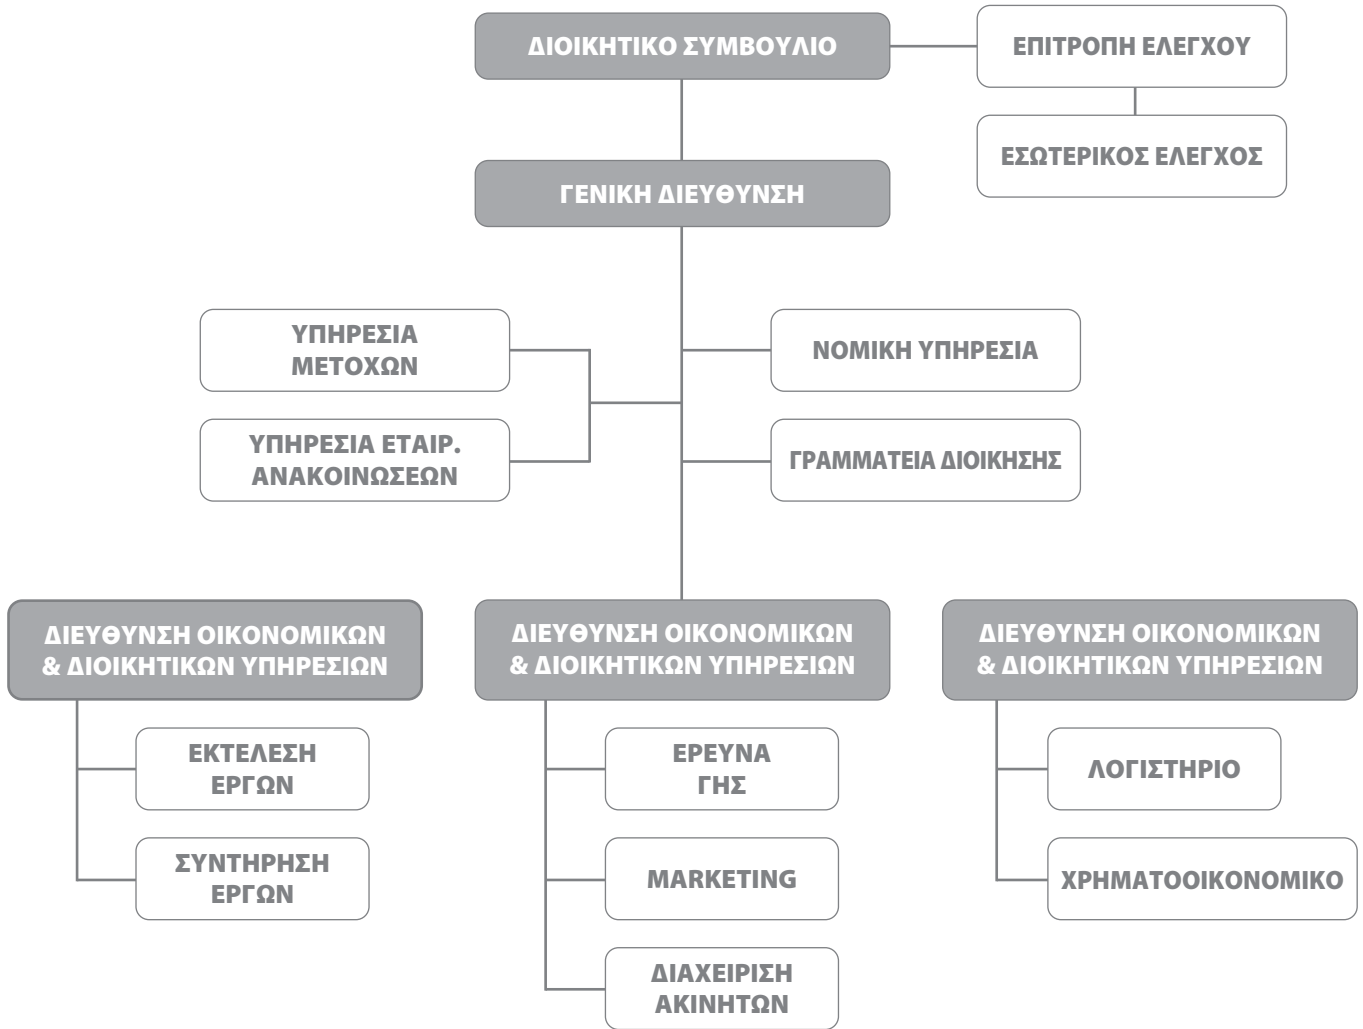 ΔΙΟΙΚΗΤΙΚΟ ΣΥΜΒΟΥΛΙΟ
ΕΠΙΤΡΟΠΗ ΕΛΕΓΧΟΥ
ΕΣΩΤΕΡΙΚΟΣ ΕΛΕΓΧΟΣ
ΓΕΝΙΚΗ ΔΙΕΥΘΥΝΣΗ
ΥΠΗΡΕΣΙΑ
ΜΕΤΟΧΩΝ
ΝΟΜΙΚΗ ΥΠΗΡΕΣΙΑ
ΥΠΗΡΕΣΙΑ ΕΤΑΙΡ.
ΑΝΑΚΟΙΝΩΣΕΩΝ
ΓΡΑΜΜΑΤΕΙΑ ΔΙΟΙΚΗΣΗΣ
ΔΙΕΥΘΥΝΣΗ ΟΙΚΟΝΟΜΙΚΩΝ
& ΔΙΟΙΚΗΤΙΚΩΝ ΥΠΗΡΕΣΙΩΝ
ΕΚΤΕΛΕΣΗ
ΕΡΓΩΝ
ΣΥΝΤΗΡΗΣΗ
ΕΡΓΩΝ
ΔΙΕΥΘΥΝΣΗ ΟΙΚΟΝΟΜΙΚΩΝ
& ΔΙΟΙΚΗΤΙΚΩΝ ΥΠΗΡΕΣΙΩΝ
ΕΡΕΥΝΑ
ΓΗΣ
MARKETING
ΔΙΑΧΕΙΡΙΣΗ
ΑΚΙΝΗΤΩΝ
ΔΙΕΥΘΥΝΣΗ ΟΙΚΟΝΟΜΙΚΩΝ
& ΔΙΟΙΚΗΤΙΚΩΝ ΥΠΗΡΕΣΙΩΝ
ΛΟΓΙΣΤΗΡΙΟ
ΧΡΗΜΑΤΟΟΙΚΟΝΟΜΙΚΟ